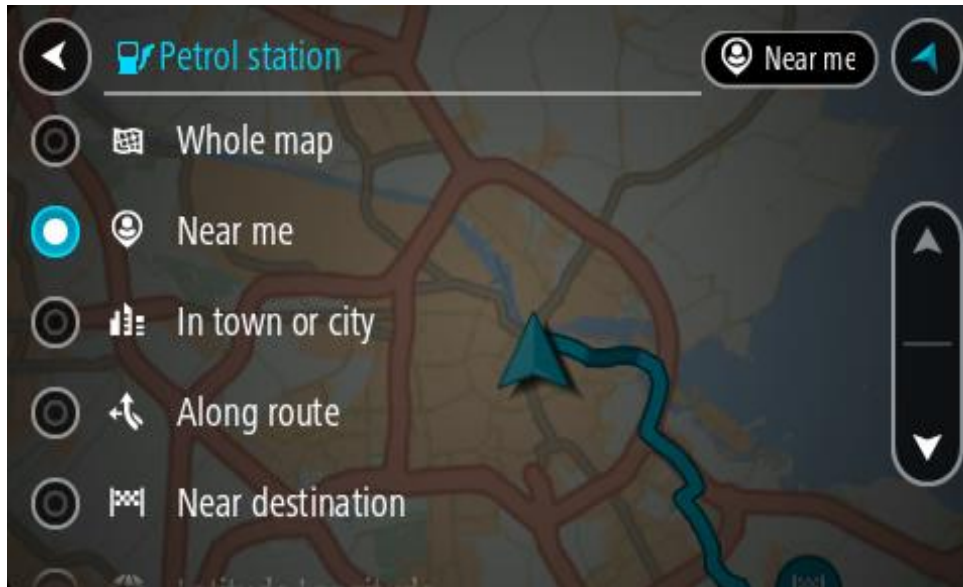 Petrol station
Near me
Whole map
Near me
In town or city
Along route
Near destination